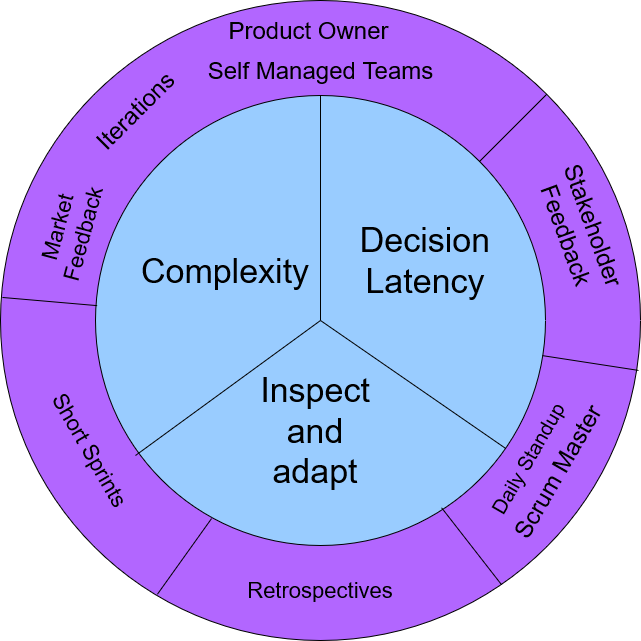 Product Owner
Self Managed Teams
Iterations
Market
Feedback
Stakeholder
Feedback
Complexity
Decision
Latency
Inspect
and
adapt
Short Sprints
Daily Standup
Scrum Master
Retrospectives